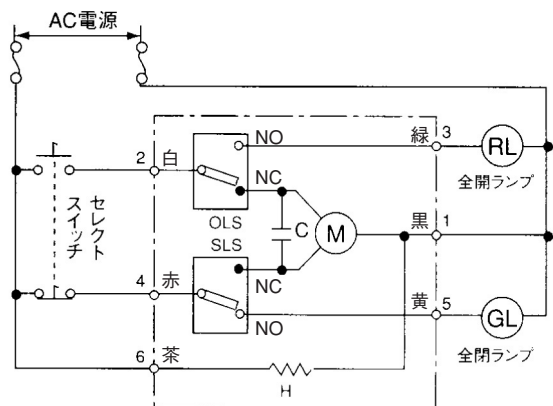 AC電源
2 白
NO
NC
OLS
SLS
C
M
NC
NO
4 赤
6 茶
H
緑 3
黒 1
黄 5
RL
全開ランプ
GL
全閉ランプ
セレクト
スイッチ